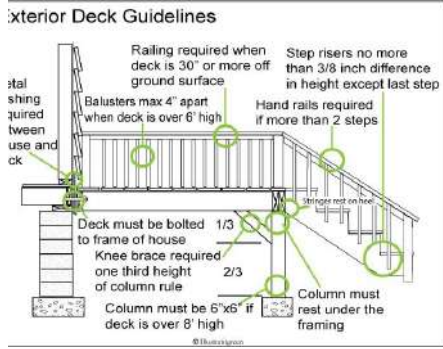 xterior Deck Guidelines
Railing required when
deck is 30" or more off
ground surface
Step risers no more
than 3/8 inch difference
in height except last step
etal
shing
quired
tween
use and
ck
Balusters max 4" apart
when deck is over 6' high
Hand rails required
if more than 2 steps
Stringer rest on heel
Deck must be bolted
to frame of house
1/3
Knee brace required
one third height
of column rule
2/3
Column must be 6"x6" if
deck is over 8' high
Column must
rest under the
framing